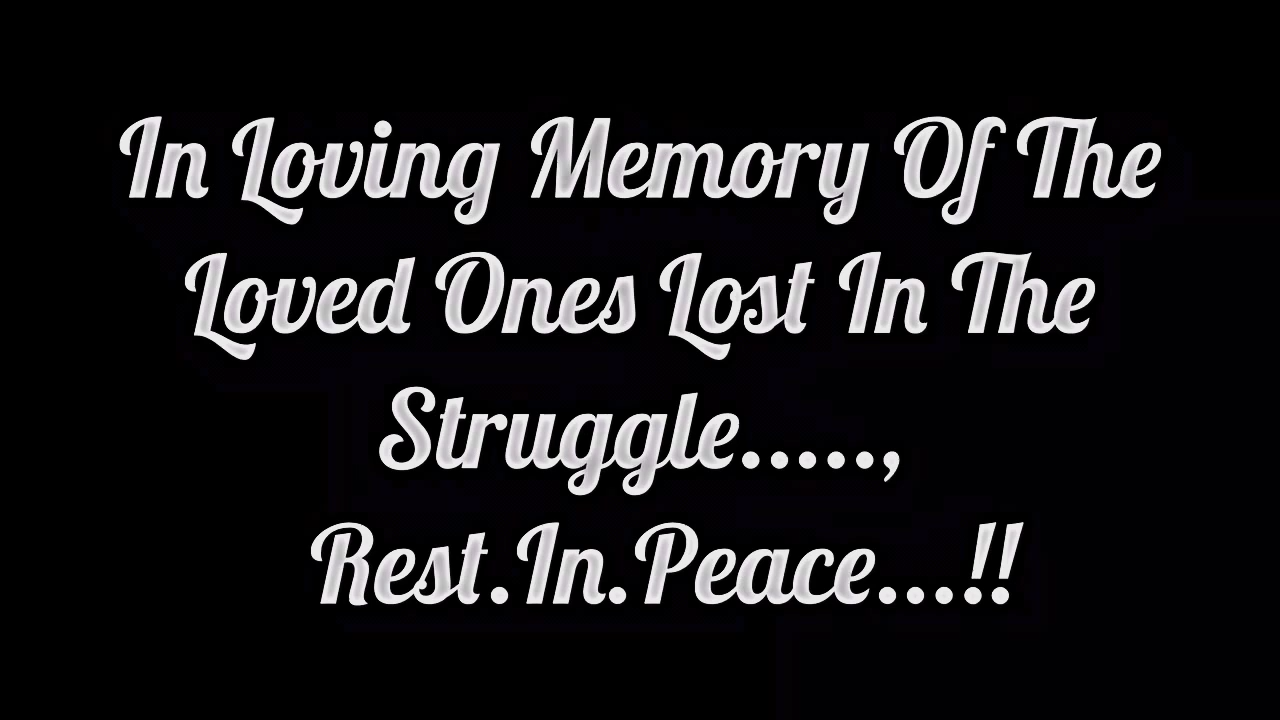 In Loving Memory Of The
Loved Ones Lost In The
Struggle.....,
Rest.In.Peace...!!